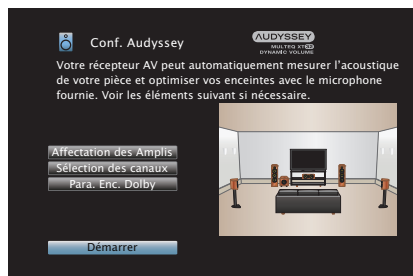 Conf. Audyssey
AUDYSSEY
MULTEQ XT32
DYNAMIC VOLUME
Votre récepteur AV peut automatiquement mesurer l'acoustique
de votre pièce et optimiser vos enceintes avec le microphone
fournie. Voir les éléments suivant si nécessaire.
Affectation des Amplis
Sélection des canaux
Para. Enc. Dolby
Démarrer